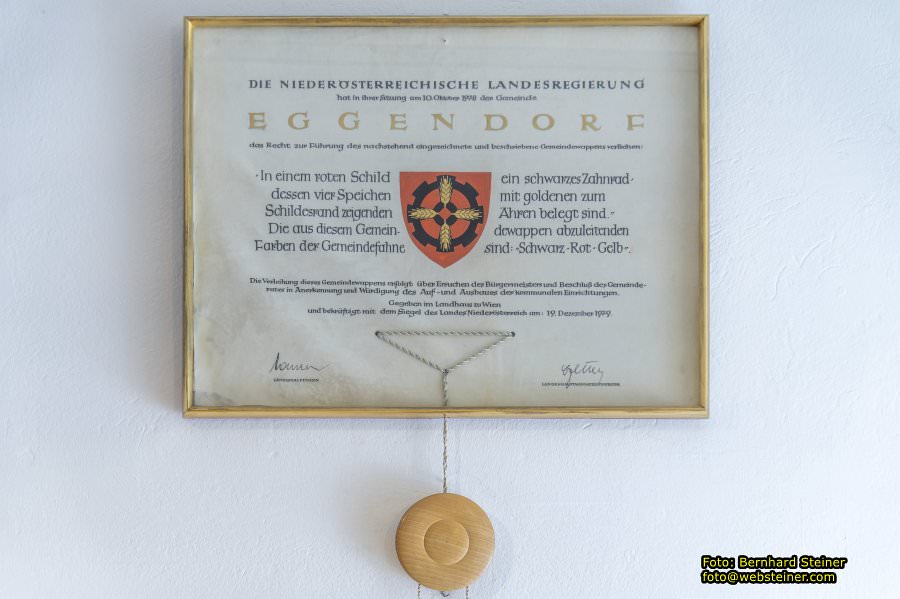 DIE NIEDERÖSTERREICHISCHE LANDESREGIERUNG
hat in ihrer Sitzung am 10. Oktober 1978 der Gemeinde
EGGENDORF
das Recht zur Führung des nachstehend eingezeichnete und beschriebene Gemeindewappens verliehen:
„In einem roten Schild ein schwarzes Zahnrad,
dessen vier Speichen mit goldenen zum
Schildesrand zeigenden Ähren belegt sind.“
Die aus diesem Gemeindewappen abzuleitenden
Farben der Gemeindefahne sind: „Schwarz-Rot-Gelb“.
Die Verleihung dieses Gemeindewappens erfolgt über Ersuchen des Bürgermeisters und Beschluß des Gemeinde-
rates in Anerkennung und Würdigung des Auf- und Ausbaues der kommunalen Einrichtungen.
Gegeben im Landhaus zu Wien
und bekräftigt mit dem Siegel des Landes Niederösterreich am: 19. Dezember 1979.
LANDESHAUPTMANN
LANDESHAUPTMANNSTELLVERTRETER
Foto: Bernhard Steiner
foto@websteiner.com